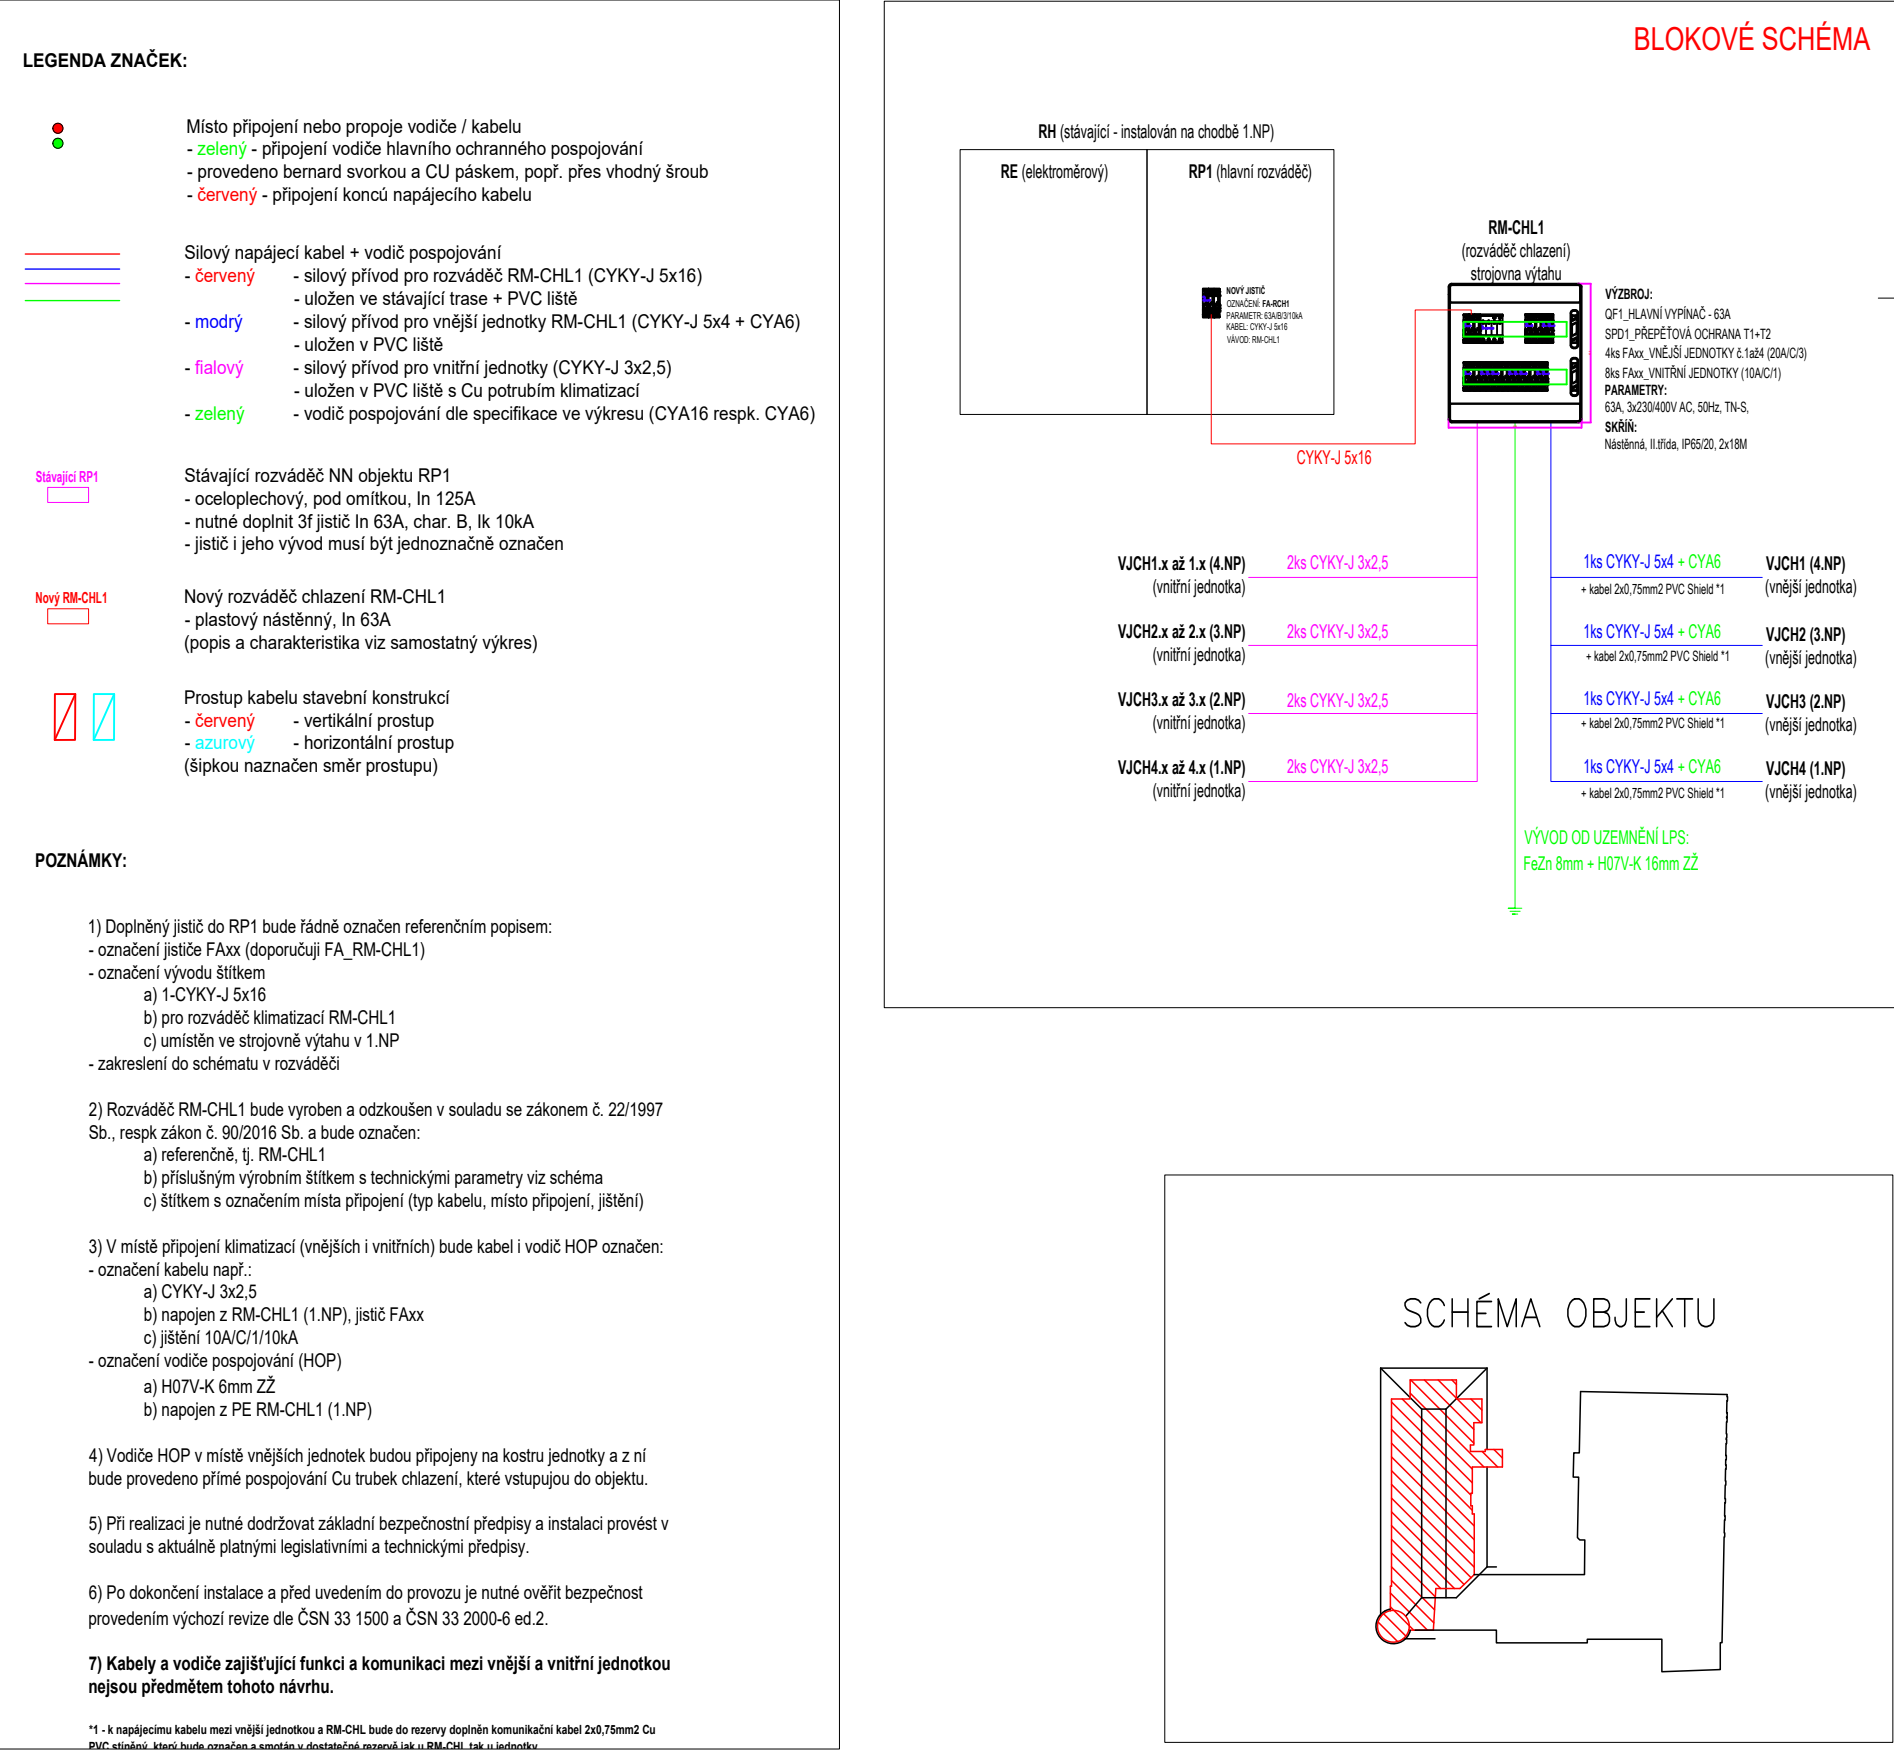 LEGENDA ZNAČEK:
Místo připojení nebo propoje vodiče / kabelu
- zelený - připojení vodiče hlavního ochranného pospojování
- provedeno bernard svorkou a CU páskem, popř. přes vhodný šroub
- červený - připojení koncú napájecího kabelu
Silový napájecí kabel + vodič pospojování
- červený - silový přívod pro rozváděč RM-CHL1 (CYKY-J 5x16)
- uložen ve stávající trase + PVC liště
- modrý - silový přívod pro vnější jednotky RM-CHL1 (CYKY-J 5x4 + CYA6)
- uložen v PVC liště
- fialový - silový přívod pro vnitřní jednotky (CYKY-J 3x2,5)
- uložen v PVC liště s Cu potrubím klimatizací
- zelený - vodič pospojování dle specifikace ve výkresu (CYA16 respk. CYA6)
Stávající RP1
Stávající rozváděč NN objektu RP1
- oceloplechový, pod omítkou, In 125A
- nutné doplnit 3f jistič In 63A, char. B, Ik 10kA
- jistič i jeho vývod musí být jednoznačně označen
Nový RM-CHL1
Nový rozváděč chlazení RM-CHL1
- plastový nástěnný, In 63A
(popis a charakteristika viz samostatný výkres)
Prostup kabelu stavební konstrukcí
- červený - vertikální prostup
- azurový - horizontální prostup
(šipkou naznačen směr prostupu)
POZNÁMKY:
1) Doplněný jistič do RP1 bude řádně označen referenčním popisem:
- označení jističe FAxx (doporučuji FA_RM-CHL1)
- označení vývodu štítkem
a) 1-CYKY-J 5x16
b) pro rozváděč klimatizací RM-CHL1
c) umístěn ve strojovně výtahu v 1.NP
- zakreslení do schématu v rozváděči
2) Rozváděč RM-CHL1 bude vyroben a odzkoušen v souladu se zákonem č. 22/1997
Sb., respk zákon č. 90/2016 Sb. a bude označen:
a) referenčně, tj. RM-CHL1
b) příslušným výrobním štítkem s technickými parametry viz schéma
c) štítkem s označením místa připojení (typ kabelu, místo připojení, jištění)
3) V místě připojení klimatizací (vnějších i vnitřních) bude kabel i vodič HOP označen:
- označení kabelu např.:
a) CYKY-J 3x2,5
b) napojen z RM-CHL1 (1.NP), jistič FAxx
c) jištění 10A/C/1/10kA
- označení vodiče pospojování (HOP)
a) H07V-K 6mm ZŽ
b) napojen z PE RM-CHL1 (1.NP)
4) Vodiče HOP v místě vnějších jednotek budou připojeny na kostru jednotky a z ní
bude provedeno přímé pospojování Cu trubek chlazení, které vstupujou do objektu.
5) Při realizaci je nutné dodržovat základní bezpečnostní předpisy a instalaci provést v
souladu s aktuálně platnými legislativními a technickými předpisy.
6) Po dokončení instalace a před uvedením do provozu je nutné ověřit bezpečnost
provedením výchozí revize dle ČSN 33 1500 a ČSN 33 2000-6 ed.2.
7) Kabely a vodiče zajišťující funkci a komunikaci mezi vnější a vnitřní jednotkou
nejsou předmětem tohoto návrhu.
*1 - k napájecímu kabelu mezi vnější jednotkou a RM-CHL bude do rezervy doplněn komunikační kabel 2x0,75mm2 Cu
PVC stíněný, který bude označen a smotán v dostatečné rezervě jak u RM-CHL tak u jednotky
BLOKOVÉ SCHÉMA
RH (stávající - instalován na chodbě 1.NP)
RE (elektroměrový)
RP1 (hlavní rozváděč)
NOVÝ JISTIČ
OZNAČENÍ: FA-RCH1
PARAMETR: 63A/B/3/10kA
KABEL: CYKY-J 5x16
VÁVOD: RM-CHL1
CYKY-J 5x16
RM-CHL1
(rozváděč chlazení)
strojovna výtahu
VÝZBROJ:
QF1_HLAVNÍ VYPÍNAČ - 63A
SPD1_PŘEPĚŤOVÁ OCHRANA T1+T2
4ks FAxx_VNĚJŠÍ JEDNOTKY č.1až4 (20A/C/3)
8ks FAxx_VNITŘNÍ JEDNOTKY (10A/C/1)
PARAMETRY:
63A, 3x230/400V AC, 50Hz, TN-S,
SKŘÍŇ:
Nástěnná, II.třída, IP65/20, 2x18M
VJCH1.x až 1.x (4.NP)
(vnitřní jednotka)
2ks CYKY-J 3x2,5
VJCH2.x až 2.x (3.NP)
(vnitřní jednotka)
2ks CYKY-J 3x2,5
VJCH3.x až 3.x (2.NP)
(vnitřní jednotka)
2ks CYKY-J 3x2,5
VJCH4.x až 4.x (1.NP)
(vnitřní jednotka)
2ks CYKY-J 3x2,5
1ks CYKY-J 5x4 + CYA6
+ kabel 2x0,75mm2 PVC Shield *1
VJCH1 (4.NP)
(vnější jednotka)
1ks CYKY-J 5x4 + CYA6
+ kabel 2x0,75mm2 PVC Shield *1
VJCH2 (3.NP)
(vnější jednotka)
1ks CYKY-J 5x4 + CYA6
+ kabel 2x0,75mm2 PVC Shield *1
VJCH3 (2.NP)
(vnější jednotka)
1ks CYKY-J 5x4 + CYA6
+ kabel 2x0,75mm2 PVC Shield *1
VJCH4 (1.NP)
(vnější jednotka)
VÝVOD OD UZEMNĚNÍ LPS:
FeZn 8mm + H07V-K 16mm ZŽ
SCHÉMA OBJEKTU